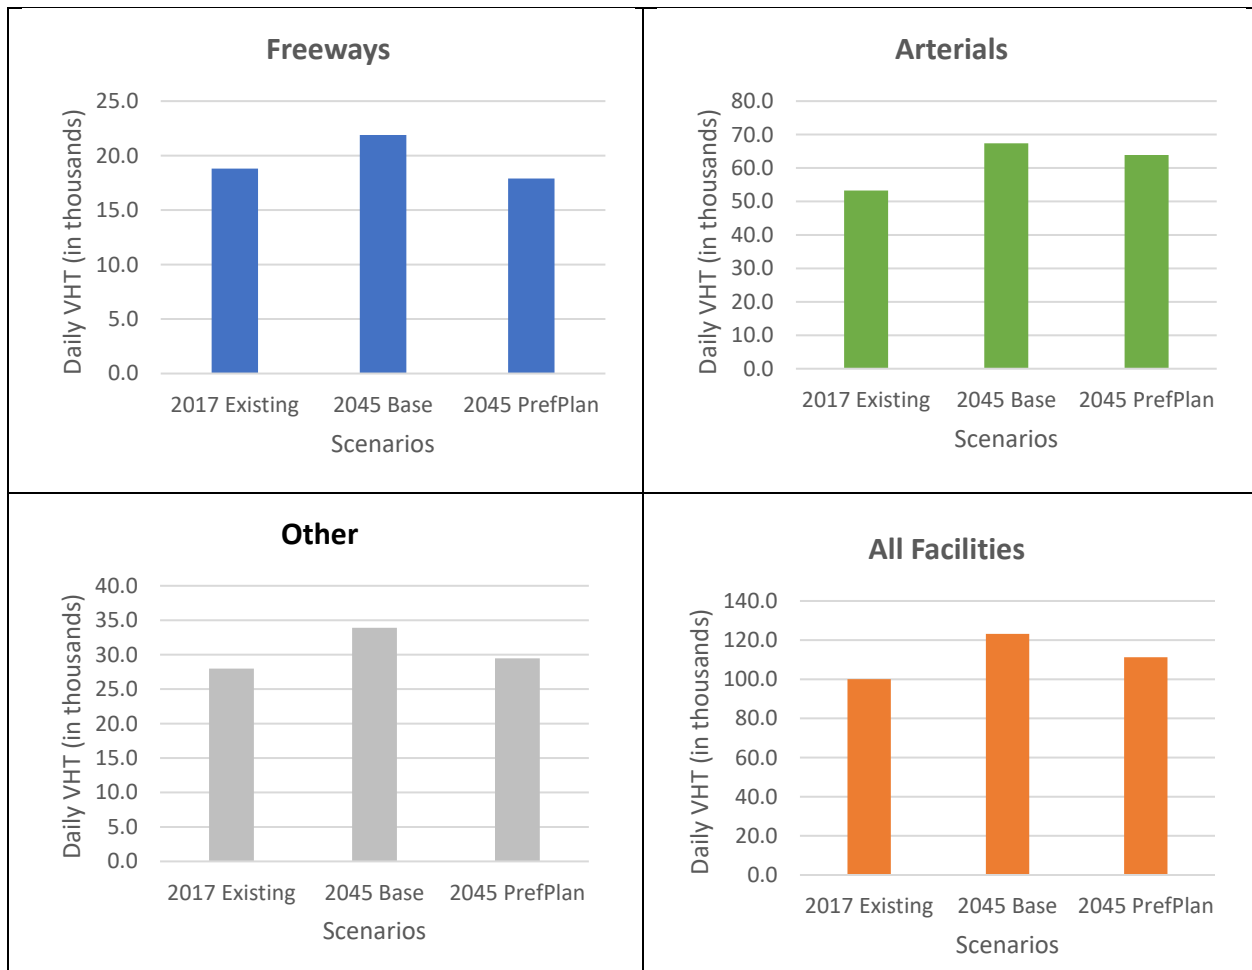 Freeways
Daily VHT (in thousands)
25.0
20.0
15.0
10.0
5.0
0.0
2017 Existing 2045 Base 2045 PrefPlan
Scenarios
Arterials
Daily VHT (in thousands)
80.0
70.0
60.0
50.0
40.0
30.0
20.0
10.0
0.0
2017 Existing 2045 Base 2045 PrefPlan
Scenarios
Other
Daily VHT (in thousands)
40.0
35.0
30.0
25.0
20.0
15.0
10.0
5.0
0.0
2017 Existing 2045 Base 2045 PrefPlan
Scenarios
All Facilities
Daily VHT (in thousands)
140.0
120.0
100.0
80.0
60.0
40.0
20.0
0.0
2017 Existing 2045 Base 2045 PrefPlan
Scenarios